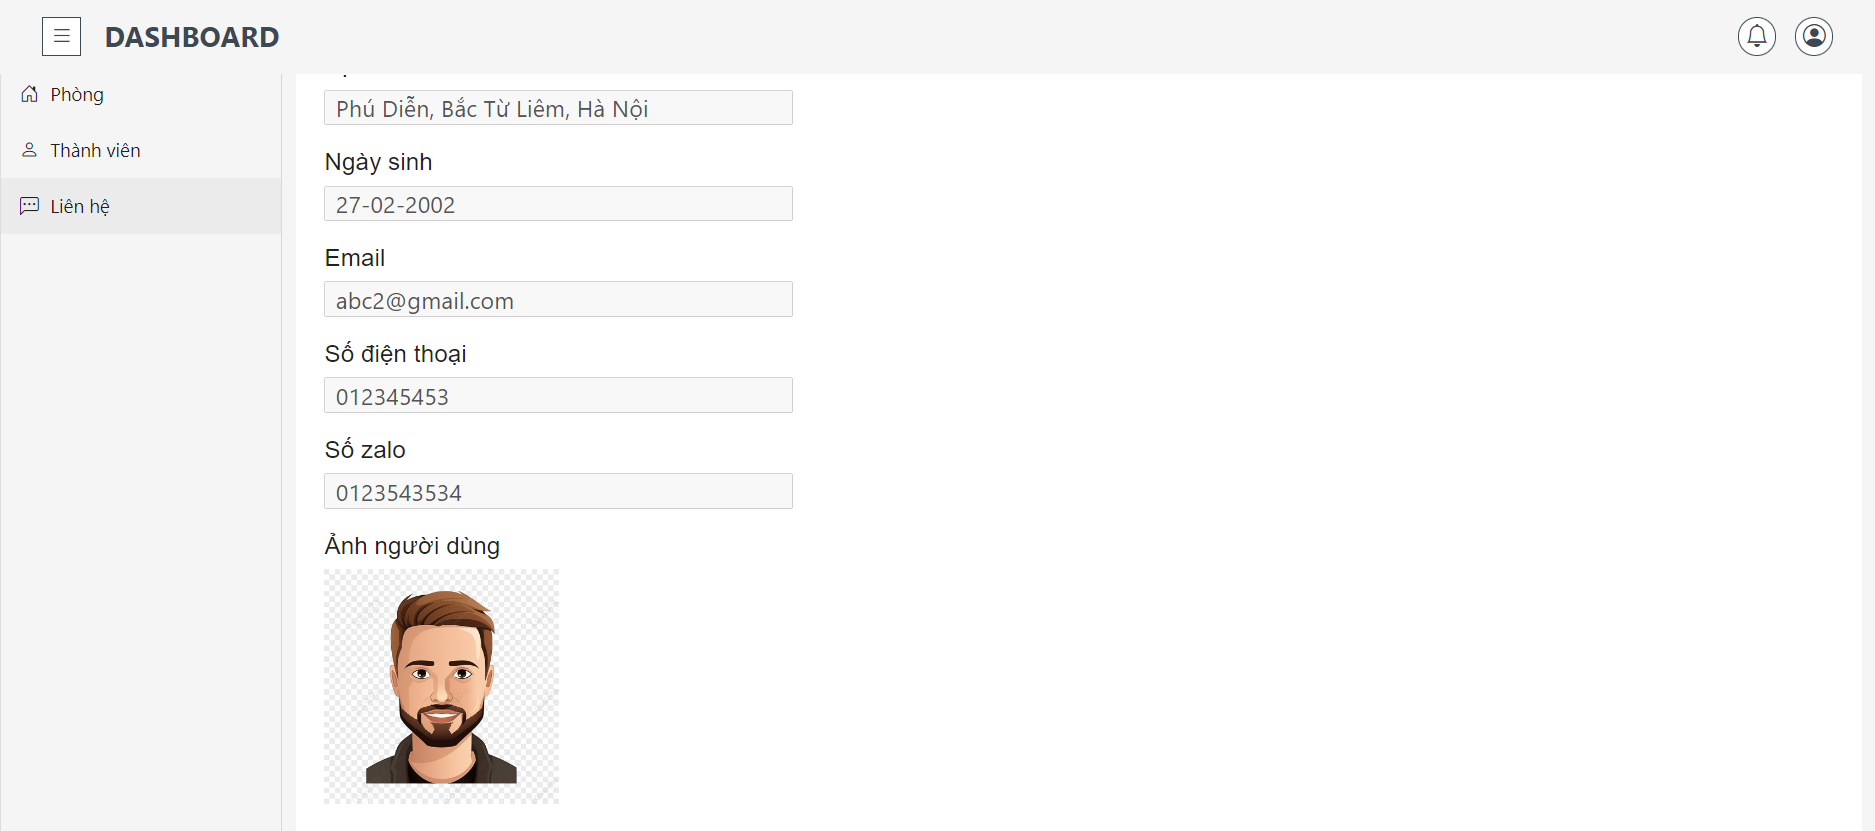 DASHBOARD
Phòng
Thành viên
Liên hệ
Phú Diễn, Bắc Từ Liêm, Hà Nội
Ngày sinh
27-02-2002
Email
abc2@gmail.com
Số điện thoại
012345453
Số zalo
0123543534
Ảnh người dùng